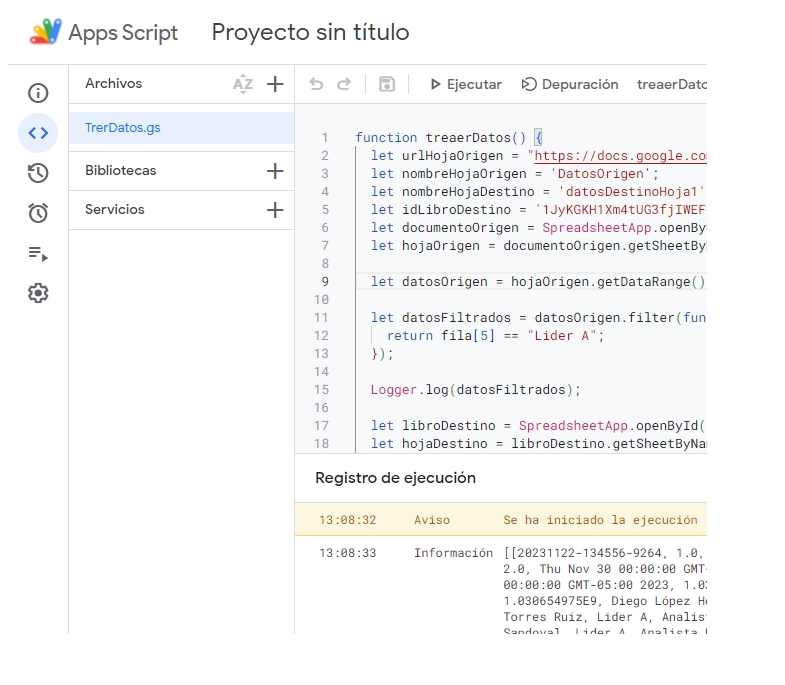 Apps Script Proyecto sin título
Archivos
AZ
TrerDatos.gs
Bibliotecas
Servicios
Ejecutar Depuración treaerDato
1 function treaerDatos() {
2 let urlHojaOrigen = "https://docs.google.co
3 let nombreHojaOrigen = 'DatosOrigen';
4 let nombreHojaDestino = 'datosDestinoHoja1'
5 let idLibroDestino = '1JyKGKH1Xm4tUG3fjIWEF
6 let documentoOrigen = SpreadsheetApp.openBy
7 let hojaOrigen = documentoOrigen.getSheetBy
8
9 let datosOrigen = hojaOrigen.getDataRange()
10
11 let datosFiltrados = datosOrigen.filter(fun
12 return fila[5] == "Lider A";
13 });
14
15 Logger.log(datosFiltrados);
16
17 let libroDestino = SpreadsheetApp.openById(
18 let hojaDestino = libroDestino.getSheetByNa
Registro de ejecución
13:08:32 Aviso Se ha iniciado la ejecución
13:08:33 Información [[20231122-134556-9264, 1.0,
2.0, Thu Nov 30 00:00:00 GMT-
00:00:00 GMT-05:00 2023, 1.03
1.030654975E9, Diego López He
Torres Ruiz, Lider A, Analis
Sandoval, Lider A, Analista